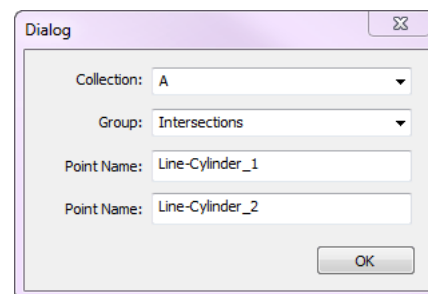 Dialog
Collection: A
Group: Intersections
Point Name: Line-Cylinder_1
Point Name: Line-Cylinder_2
OK